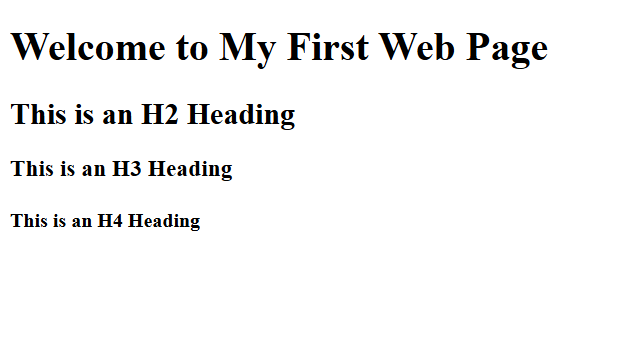 Welcome to My First Web Page
This is an H2 Heading
This is an H3 Heading
This is an H4 Heading